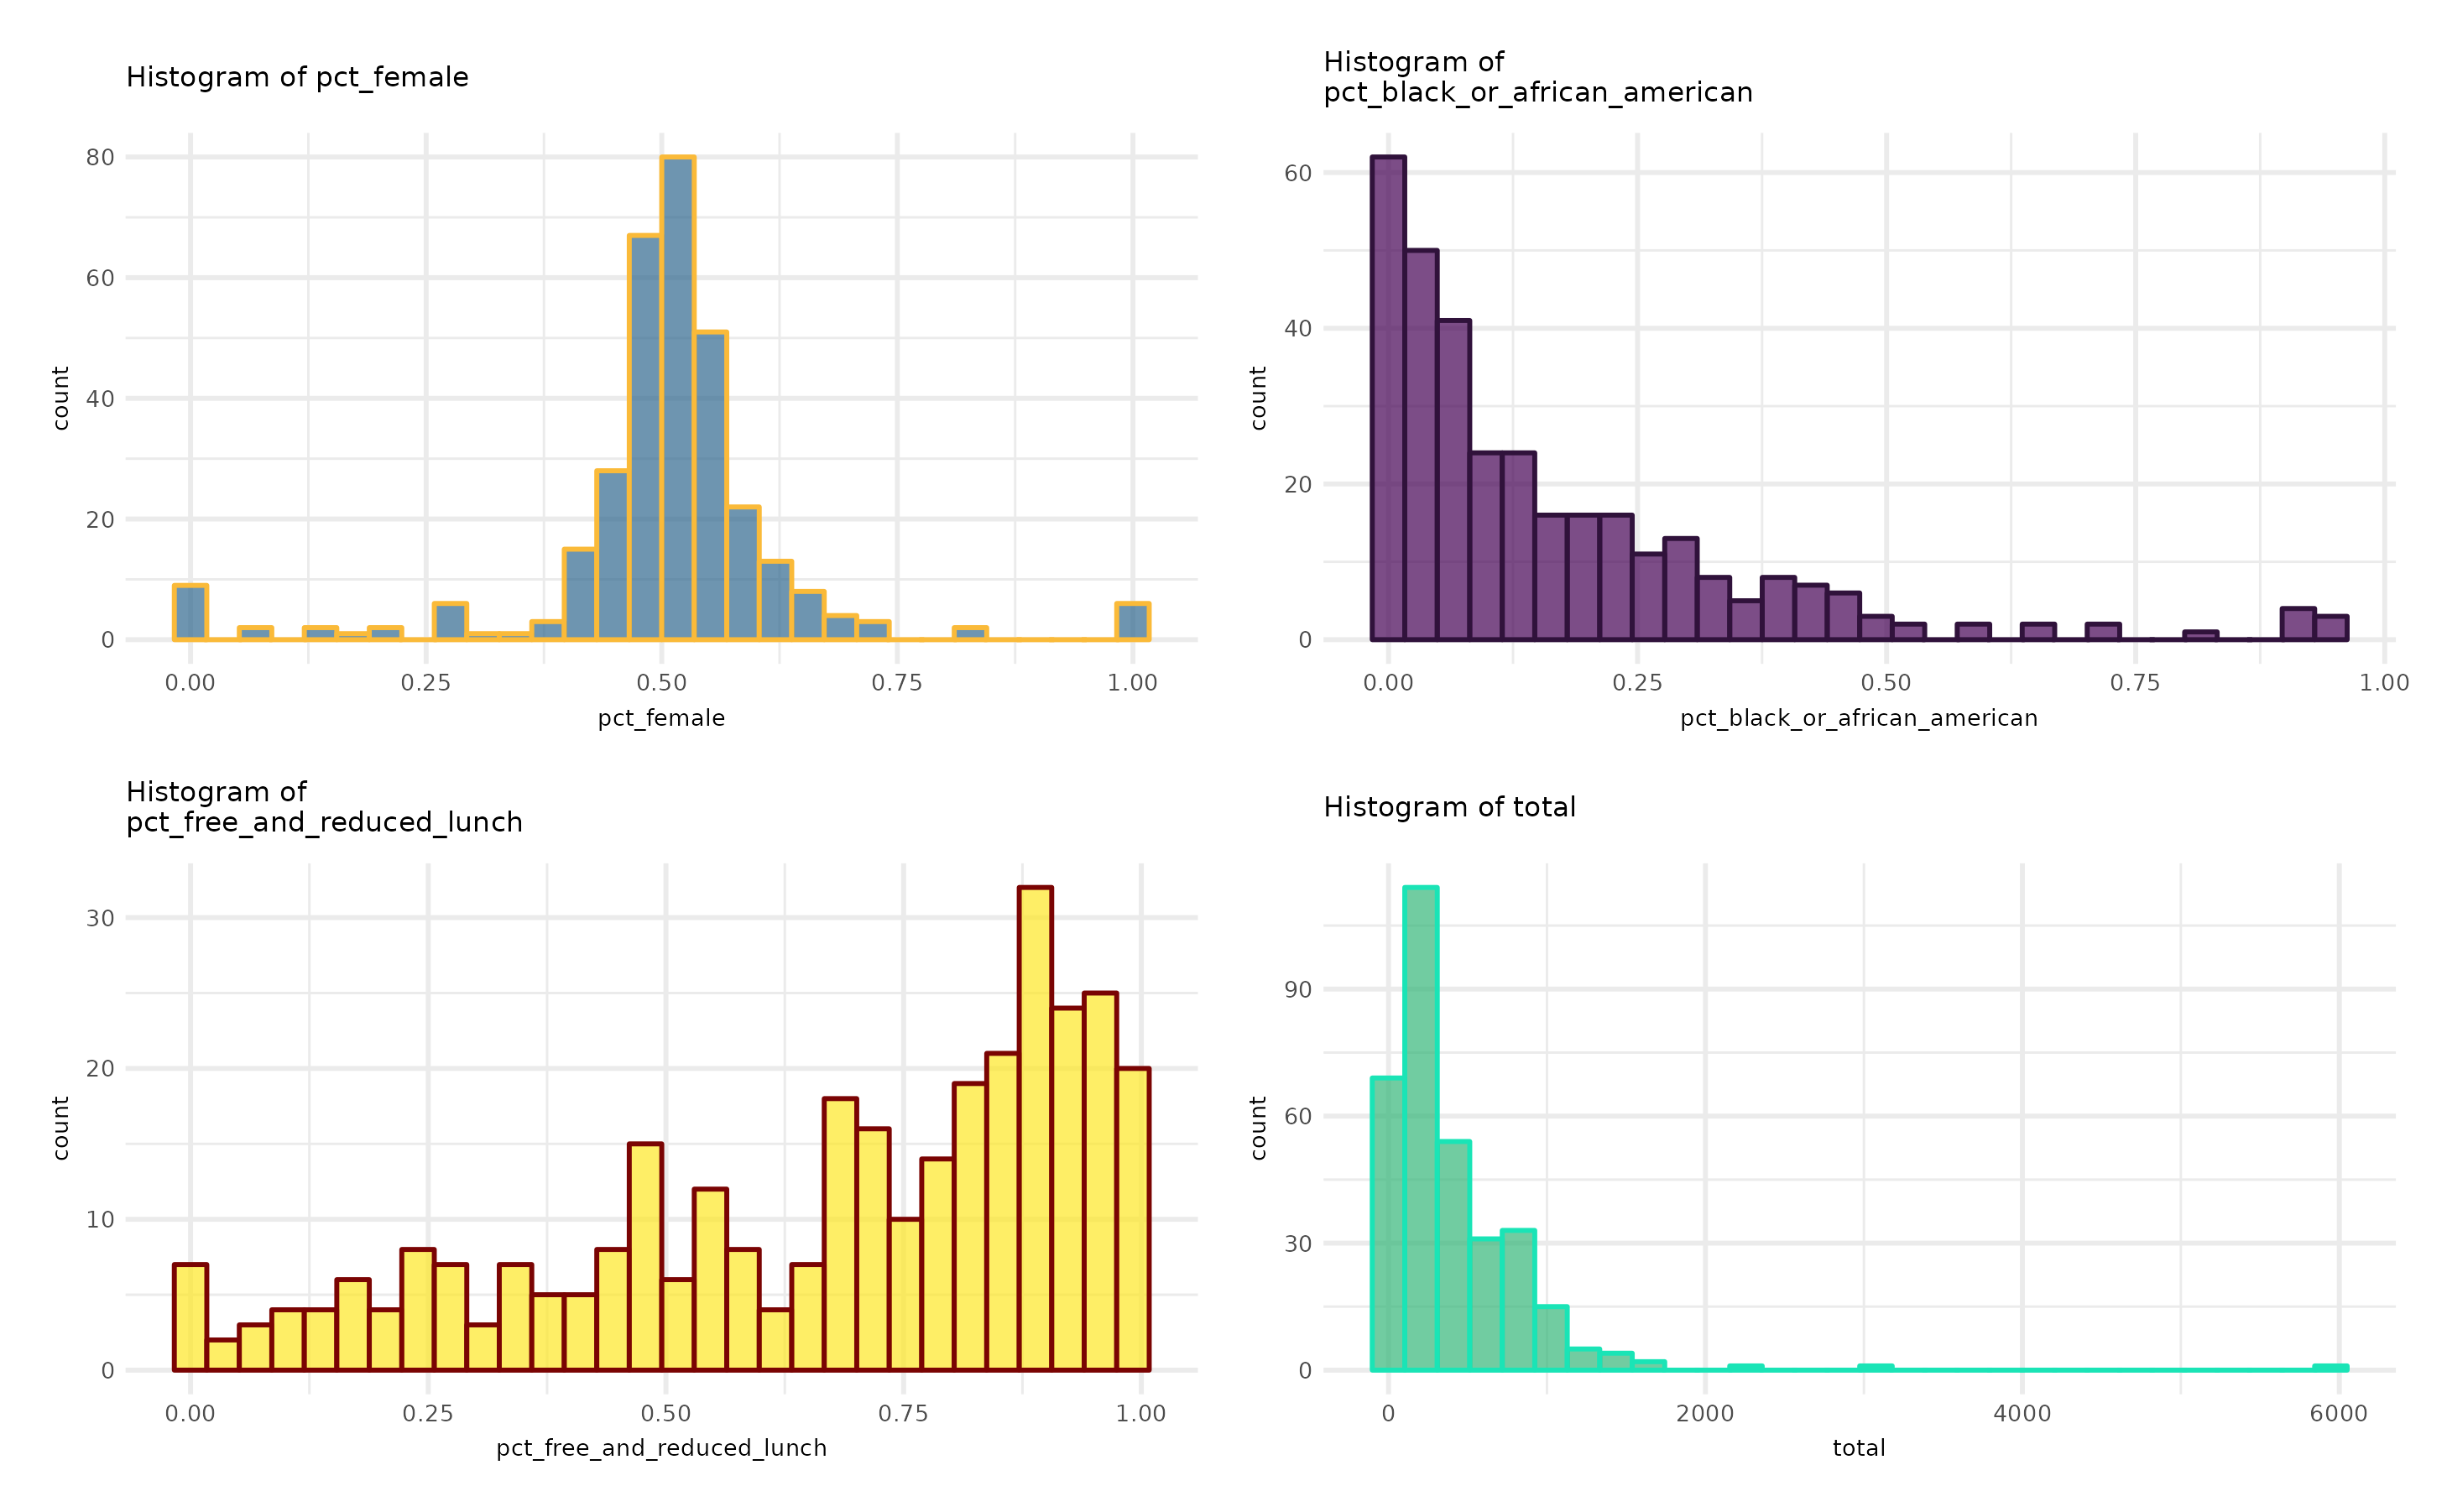 Histogram of pct_female
count
80
60
40
20
0
0.00 0.25 0.50 0.75 1.00
pct_female
Histogram of
pct_black_or_african_american
count
60
40
20
0
0.00 0.25 0.50 0.75 1.00
pct_black_or_african_american
Histogram of
pct_free_and_reduced_lunch
count
30
20
10
0
0.00 0.25 0.50 0.75 1.00
pct_free_and_reduced_lunch
Histogram of total
count
90
60
30
0
0 2000 4000 6000
total